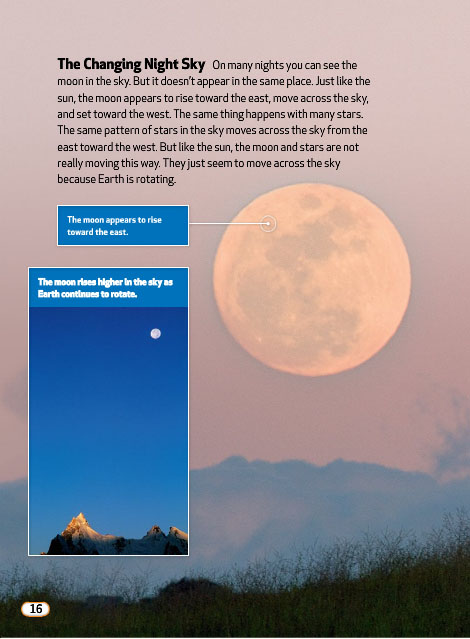 The Changing Night Sky On many nights you can see the
moon in the sky. But it doesn't appear in the same place. Just like the
sun, the moon appears to rise toward the east, move across the sky,
and set toward the west. The same thing happens with many stars.
The same pattern of stars in the sky moves across the sky from the
east toward the west. But like the sun, the moon and stars are not
really moving this way. They just seem to move across the sky
because Earth is rotating.
The moon appears to rise
toward the east.
The moon rises higher in the sky as
Earth continues to rotate.
16